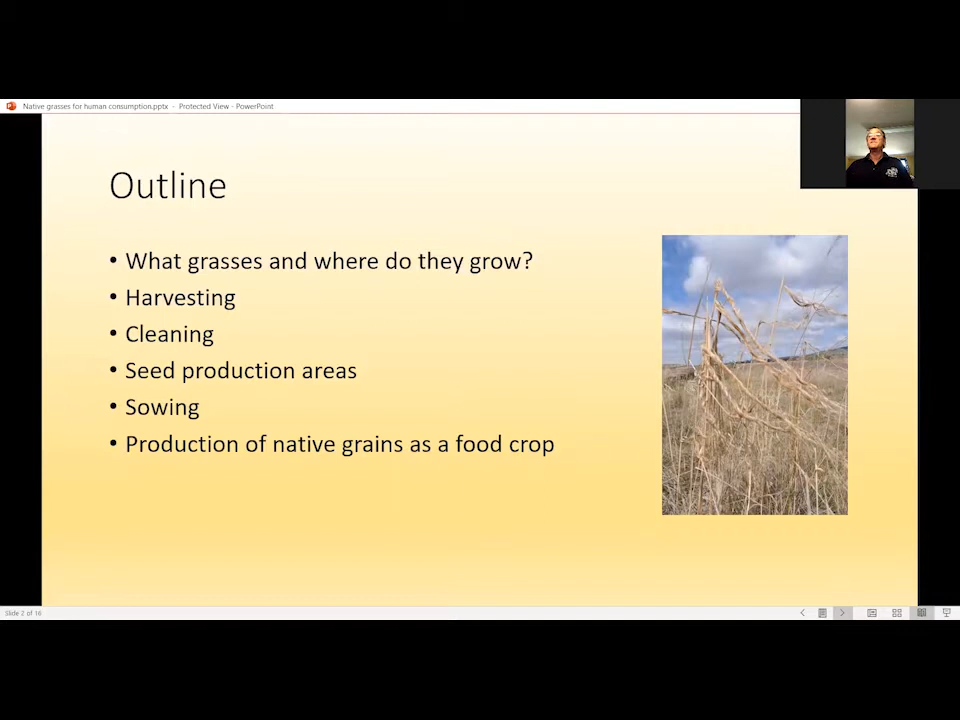 Native grasses for human consumption.pptx - Protected View - PowerPoint
Outline
• What grasses and where do they grow?
• Harvesting
• Cleaning
• Seed production areas
• Sowing
• Production of native grains as a food crop
Slide 2 of 16